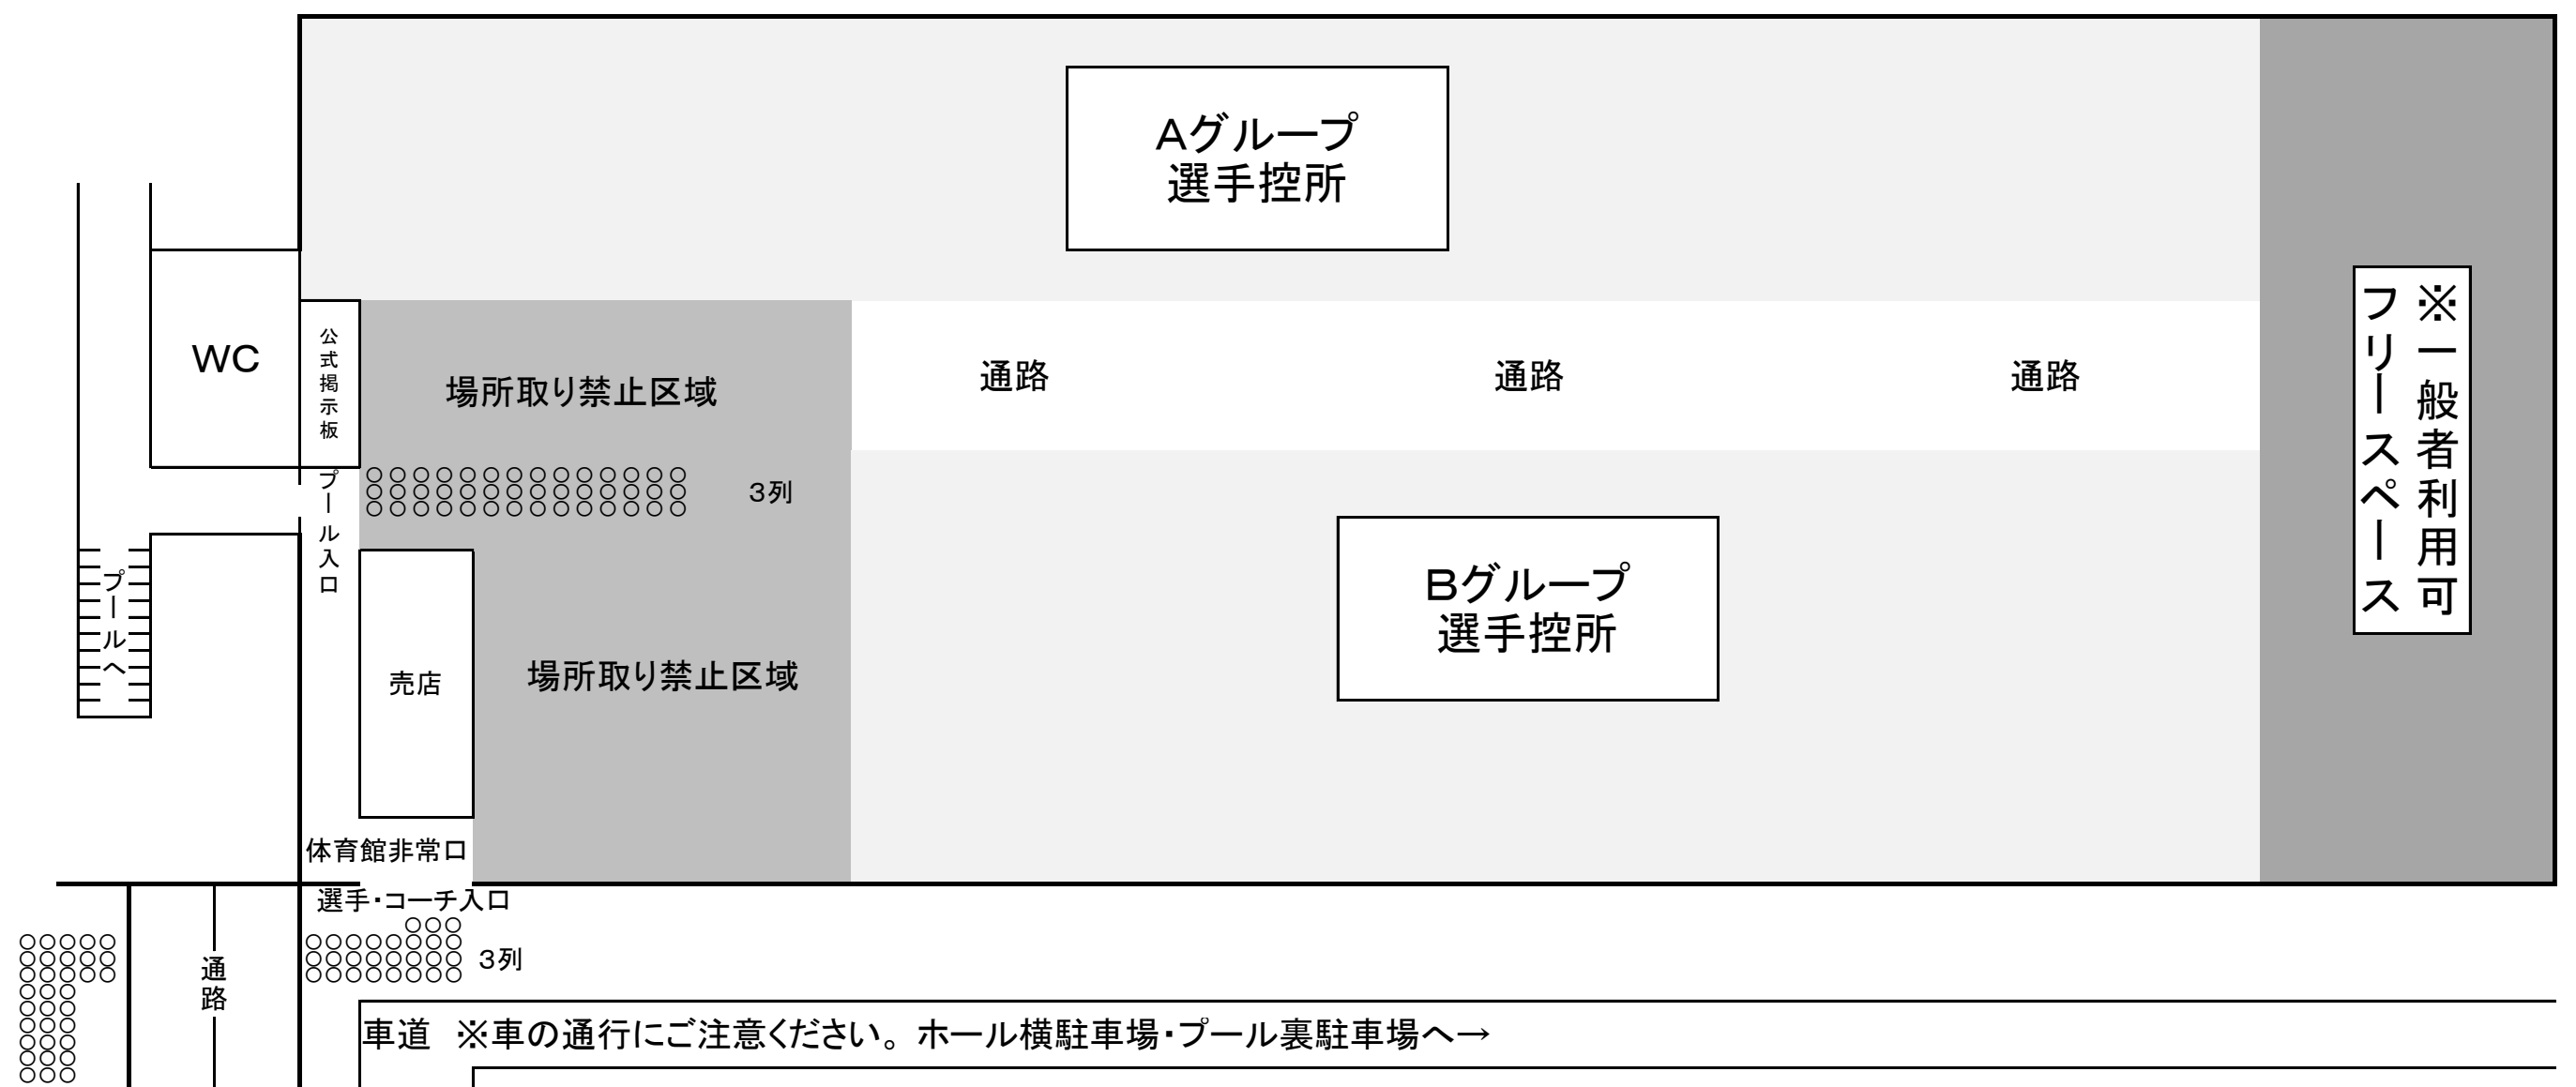 Aグループ
選手控所
※一般者利用可
フリースペース
WC
公式掲示板
場所取り禁止区域
通路
通路
通路
プール入口
３列
Bグループ
選手控所
プールへ
売店
場所取り禁止区域
体育館非常口
選手・コーチ入口
３列
通路
車道　※車の通行にご注意ください。ホール横駐車場・プール裏駐車場へ→